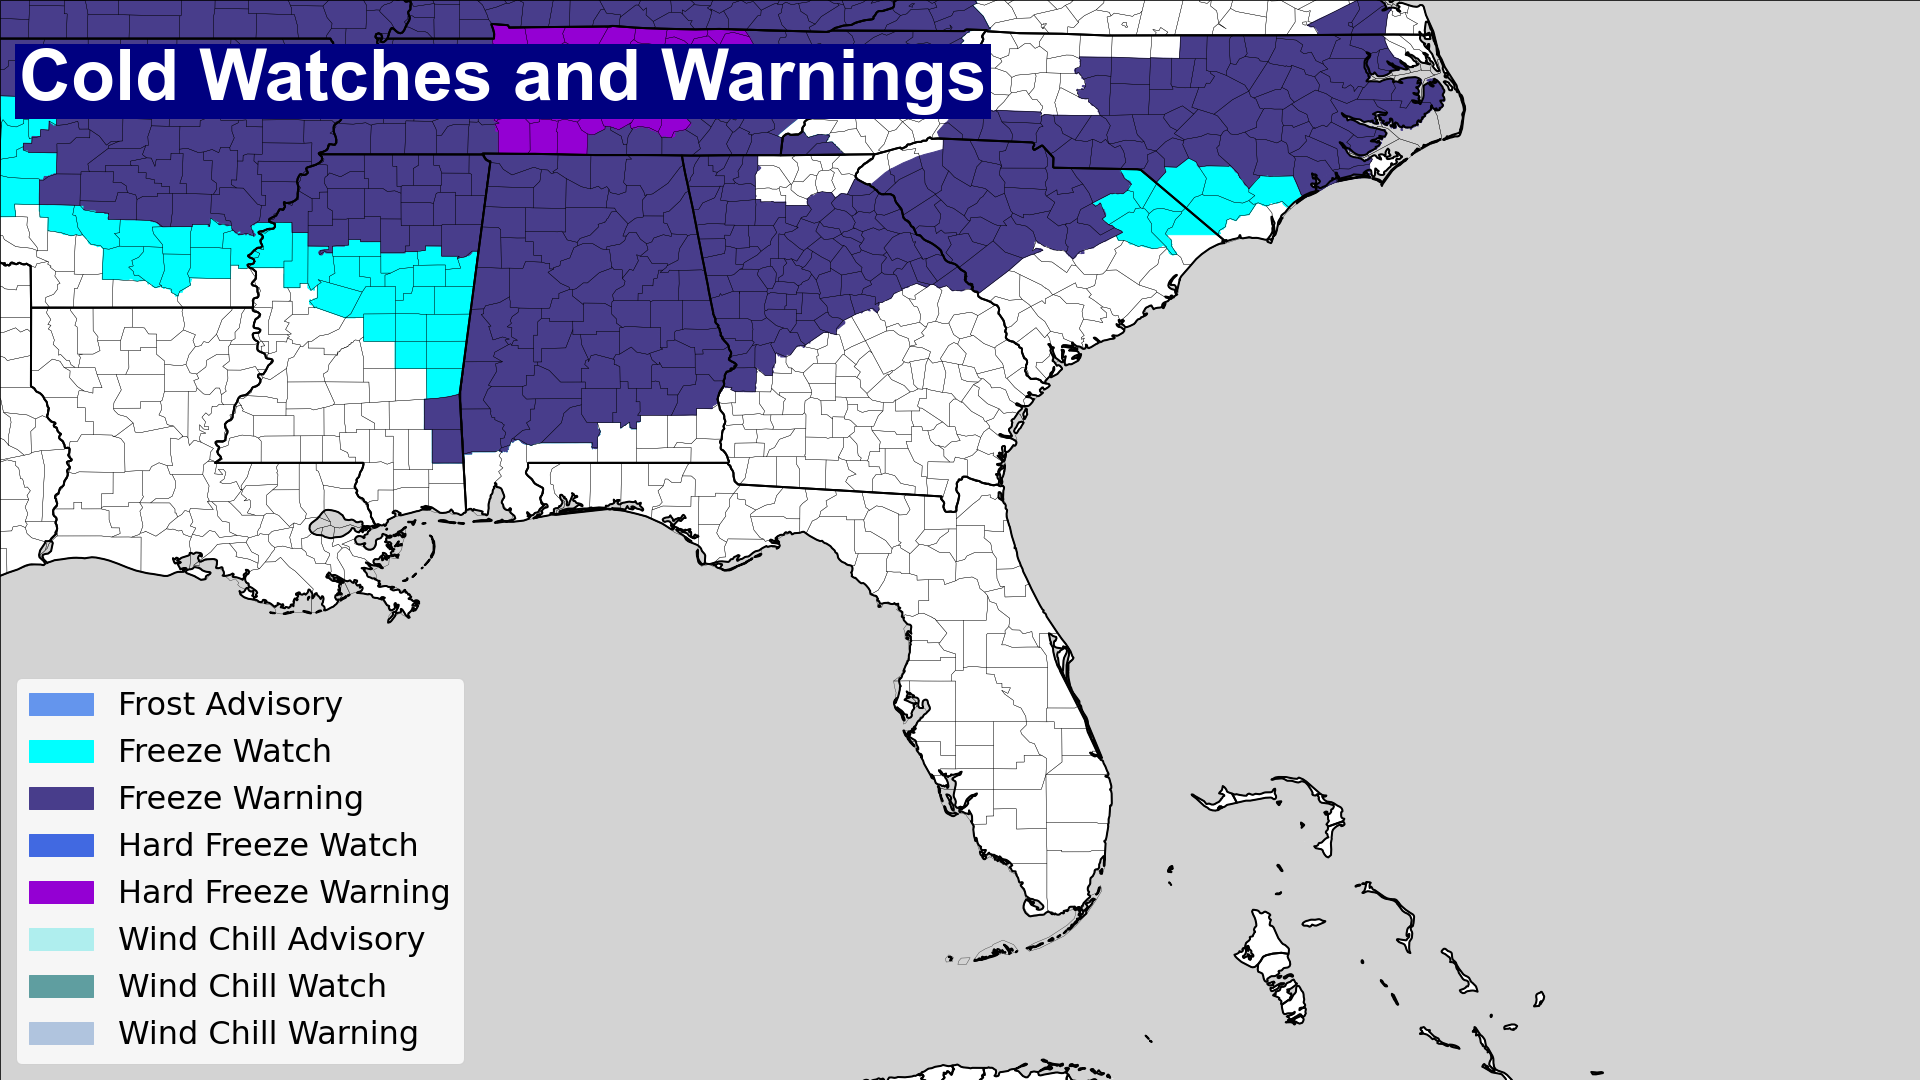 Cold Watches and Warnings
Frost Advisory
Freeze Watch
Freeze Warning
Hard Freeze Watch
Hard Freeze Warning
Wind Chill Advisory
Wind Chill Watch
Wind Chill Warning